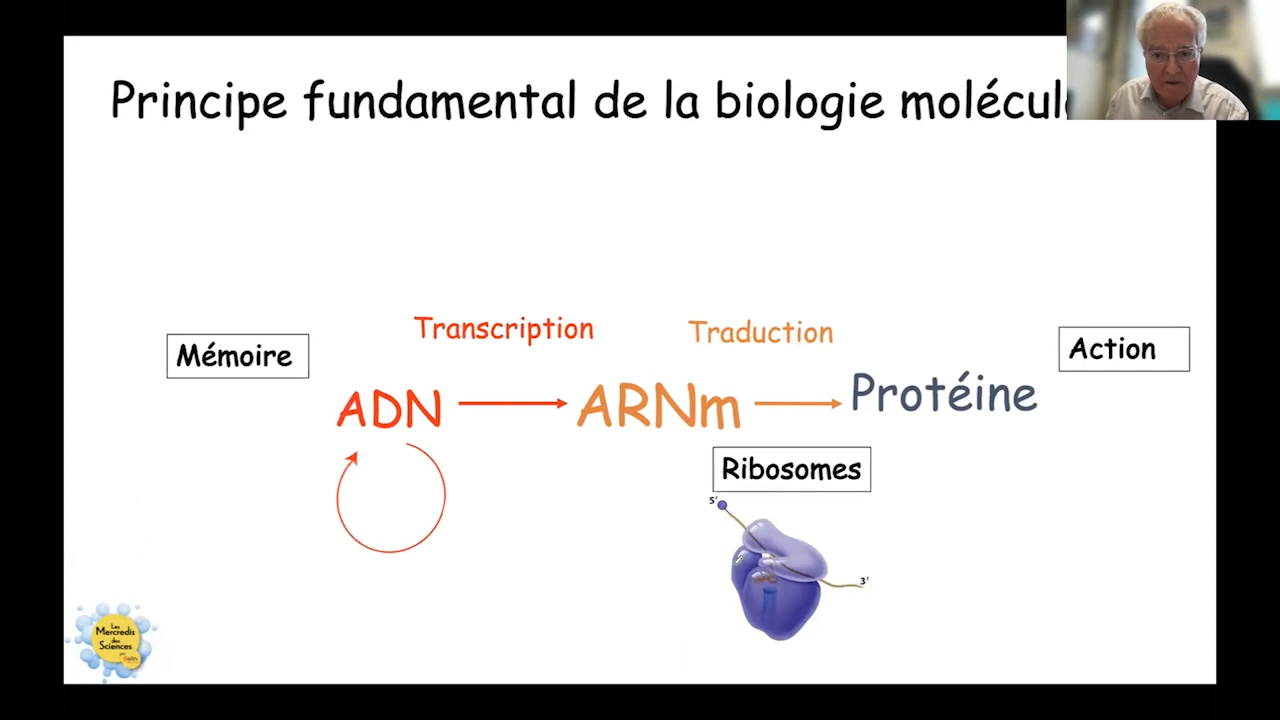 Principe fundamental de la biologie molécul
Transcription
Traduction
Mémoire
Action
ADN
ARNm
Protéine
Ribosomes
5'
3'
Les
Mercredis
des
Sciences